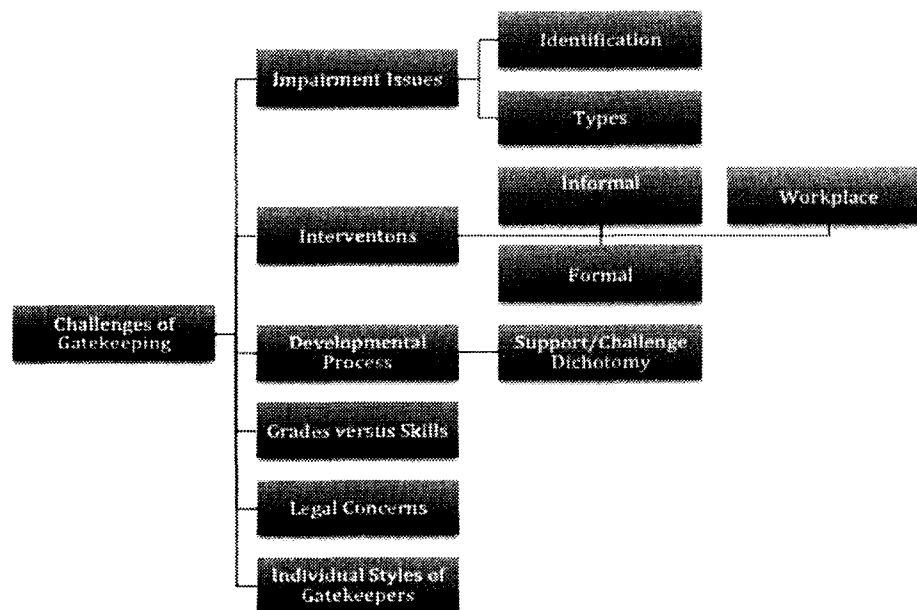 Identification
Impairment Issues
Types
Informal
Workplace
Interventons
Formal
Challenges of
Gatekeeping
Developmental
Process
Support/Challenge
Dichotomy
Grades versus Skills
Legal Concerns
Individual Styles of
Gatekeepers